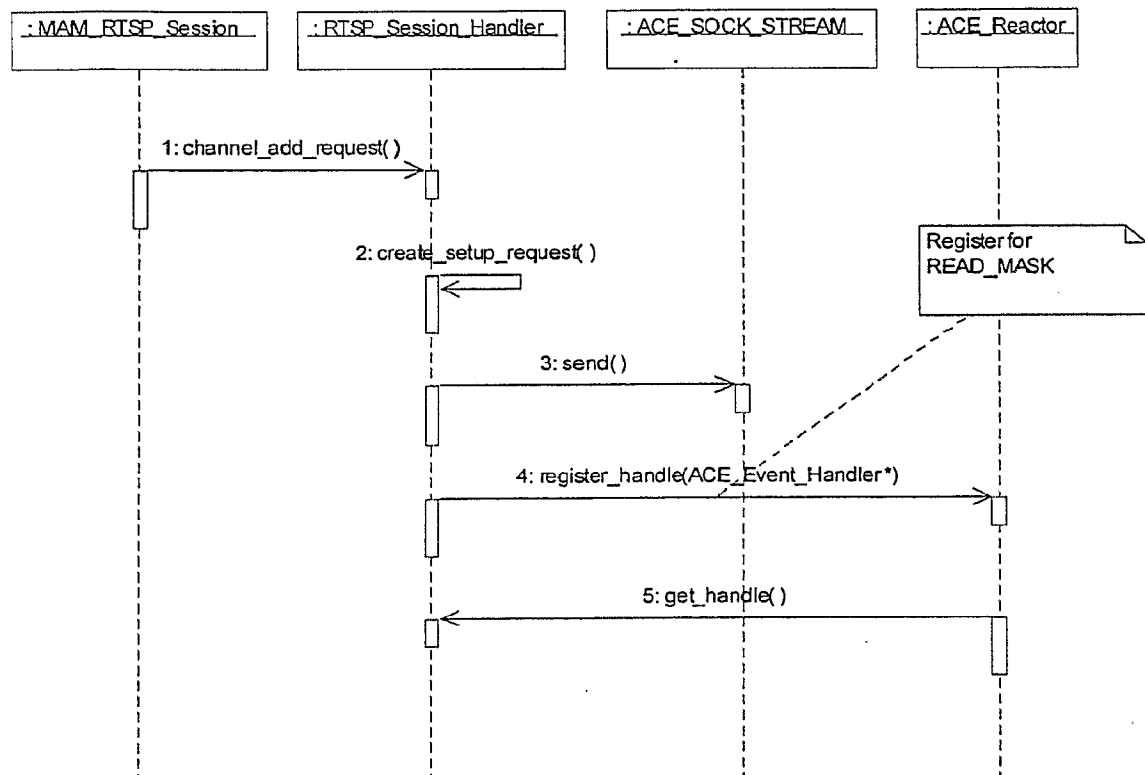 : MAM_RTSP_Session
: RTSP_Session_Handler
: ACE_SOCK_STREAM
: ACE_Reactor
1: channel_add_request( )
2: create_setup_request( )
Register for
READ_MASK
3: send( )
4: register_handle(ACE_Event_Handler*)
5: get_handle( )